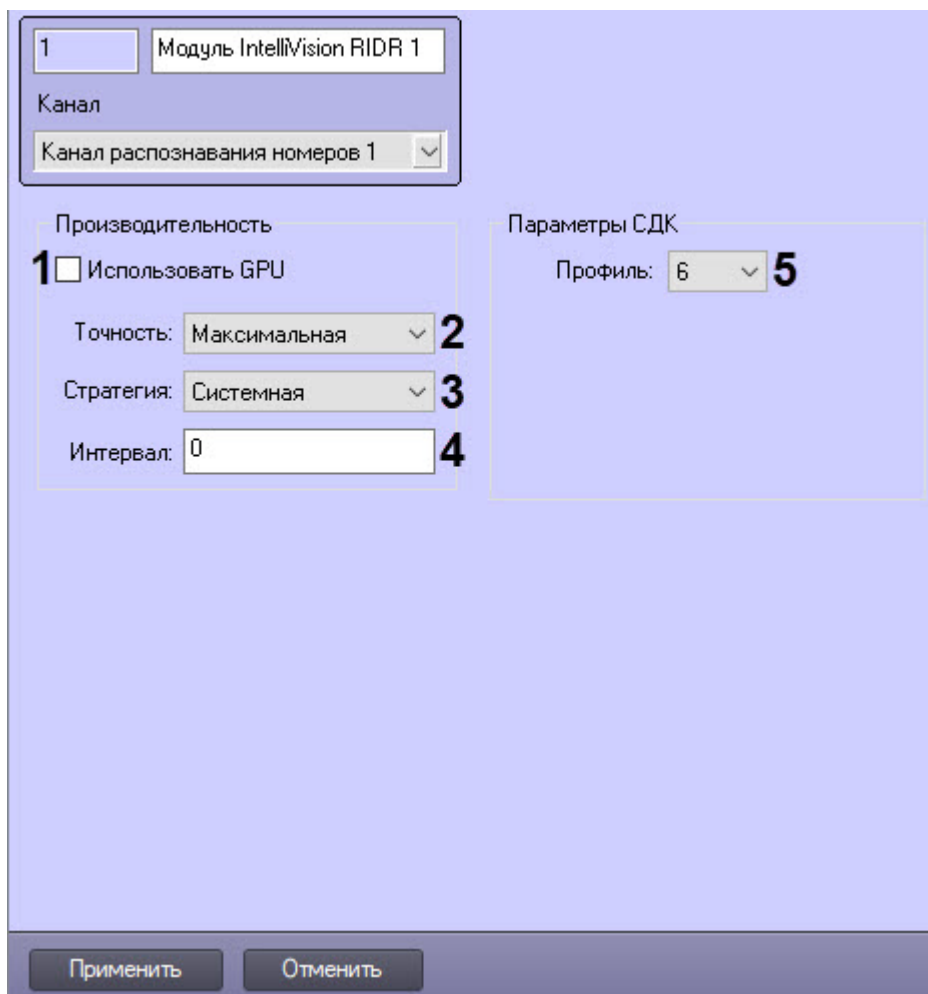 1 Модуль IntelliVision RIDR 1
Канал
Канал распознавания номеров 1
Производительность
1 Использовать GPU
Точность: Максимальная 2
Стратегия: Системная 3
Интервал: 0 4
Параметры СДК
Профиль: 6 5
Применить Отменить